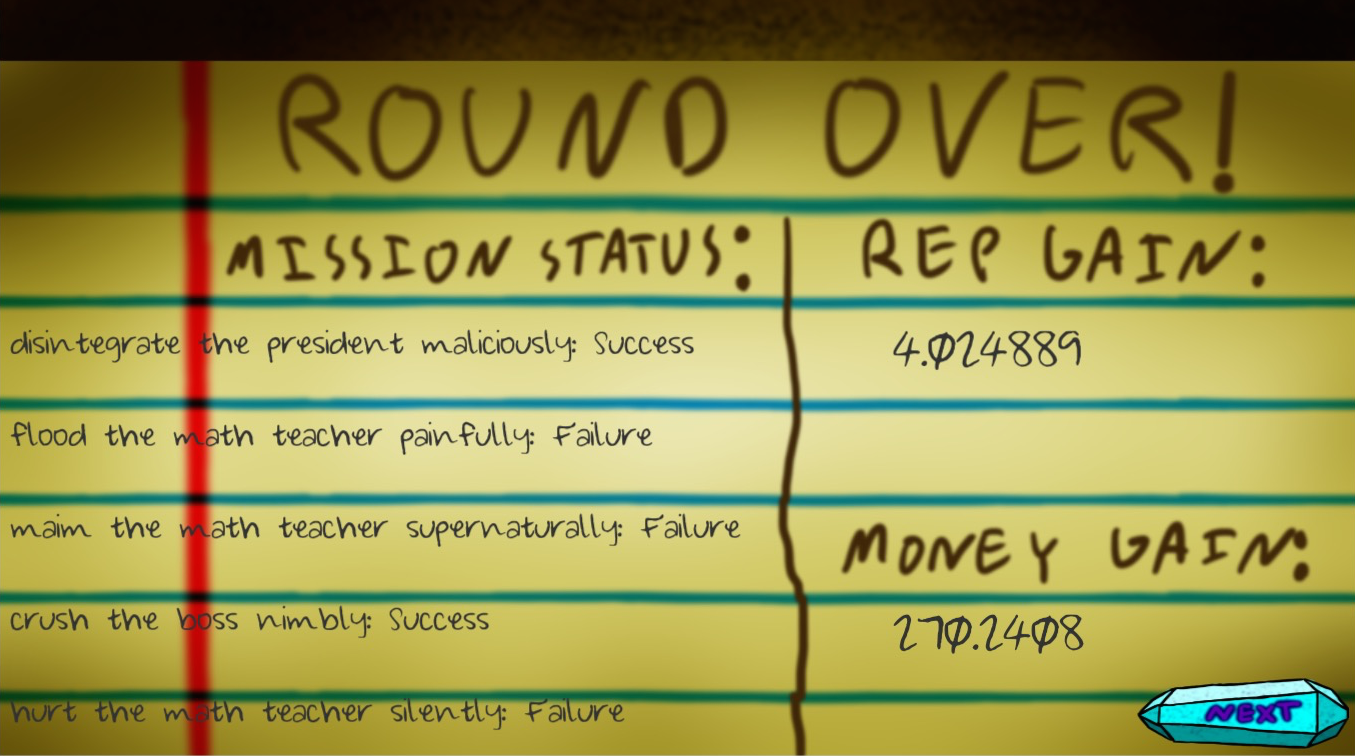 ROUND OVER!
MISSION STATUS:
disintegrate the president maliciously: Success
flood the math teacher painfully: Failure
maim the math teacher supernaturally: Failure
crush the boss nimbly: Success
hurt the math teacher silently: Failure
REP GAIN:
4.024889
MONEY GAIN:
270.2408
NEXT